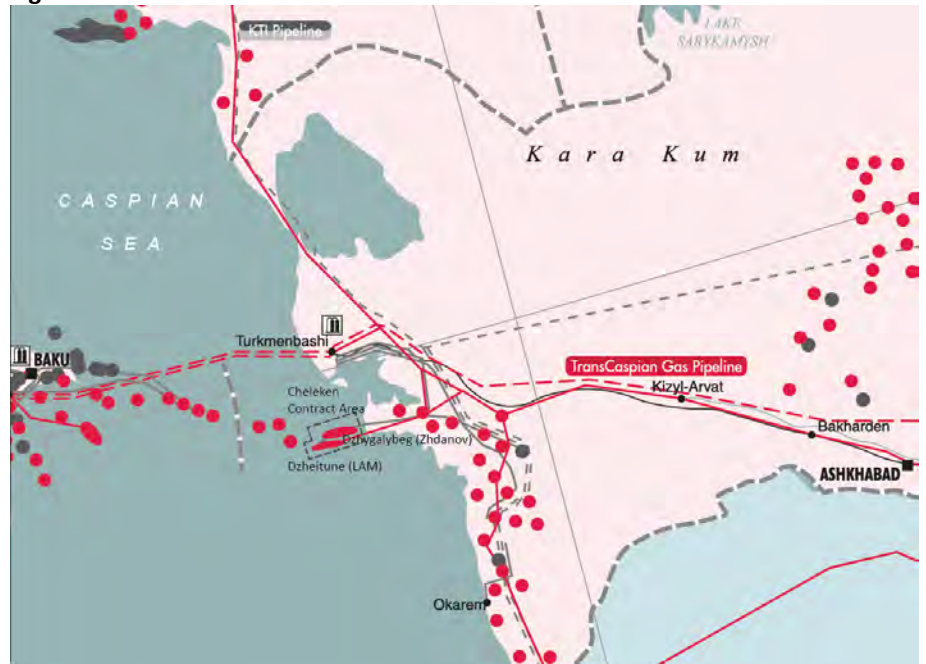 KTI Pipeline
LAKE
SARYKAMYSH
Kara Kum
CASPIAN
SEA
Turkmenbashi
BAKU
TransCaspian Gas Pipeline
Kizyl-Arvat
Cheleken
Contract Area
Dzhygalybeg (Zhdanov)
Bakharden
Dzheitune (LAM)
ASHKHABAD
Okarem